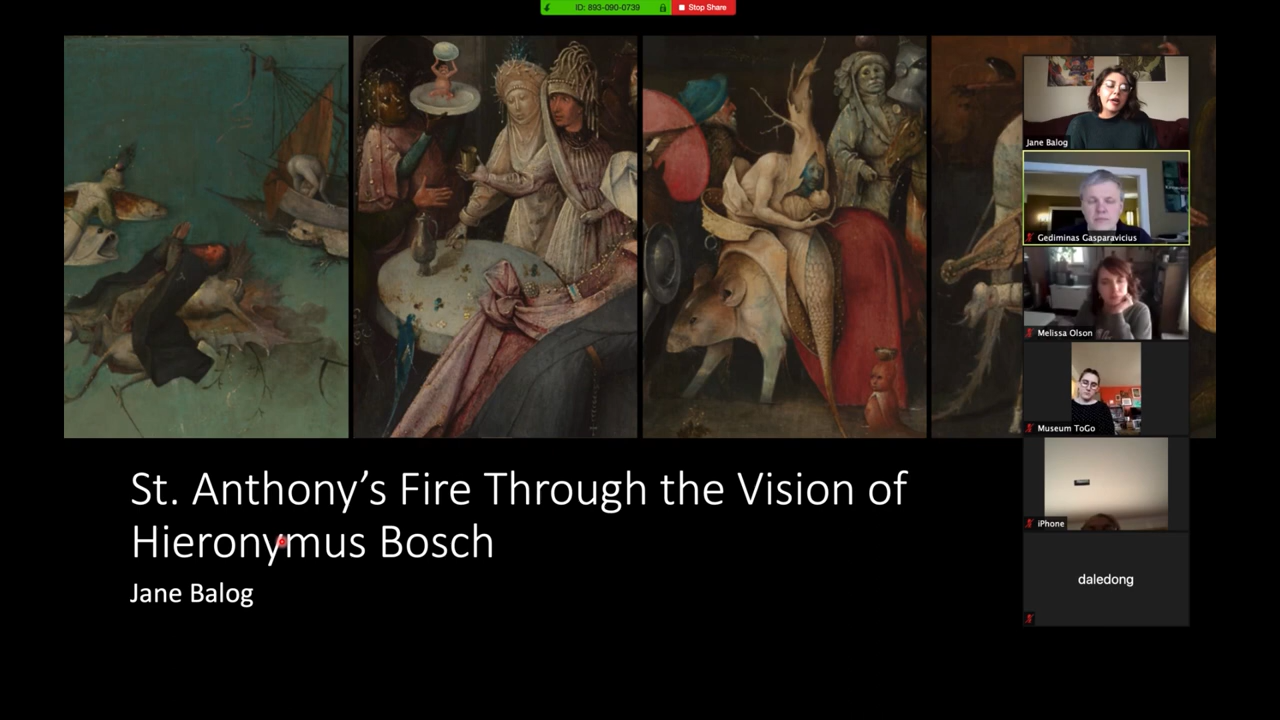 ID: 893-090-0739
Stop Share
St. Anthony’s Fire Through the Vision of
Hieronymus Bosch
Jane Balog
Jane Balog
Gediminas Gasparavicius
Melissa Olson
Museum ToGo
iPhone
daledong